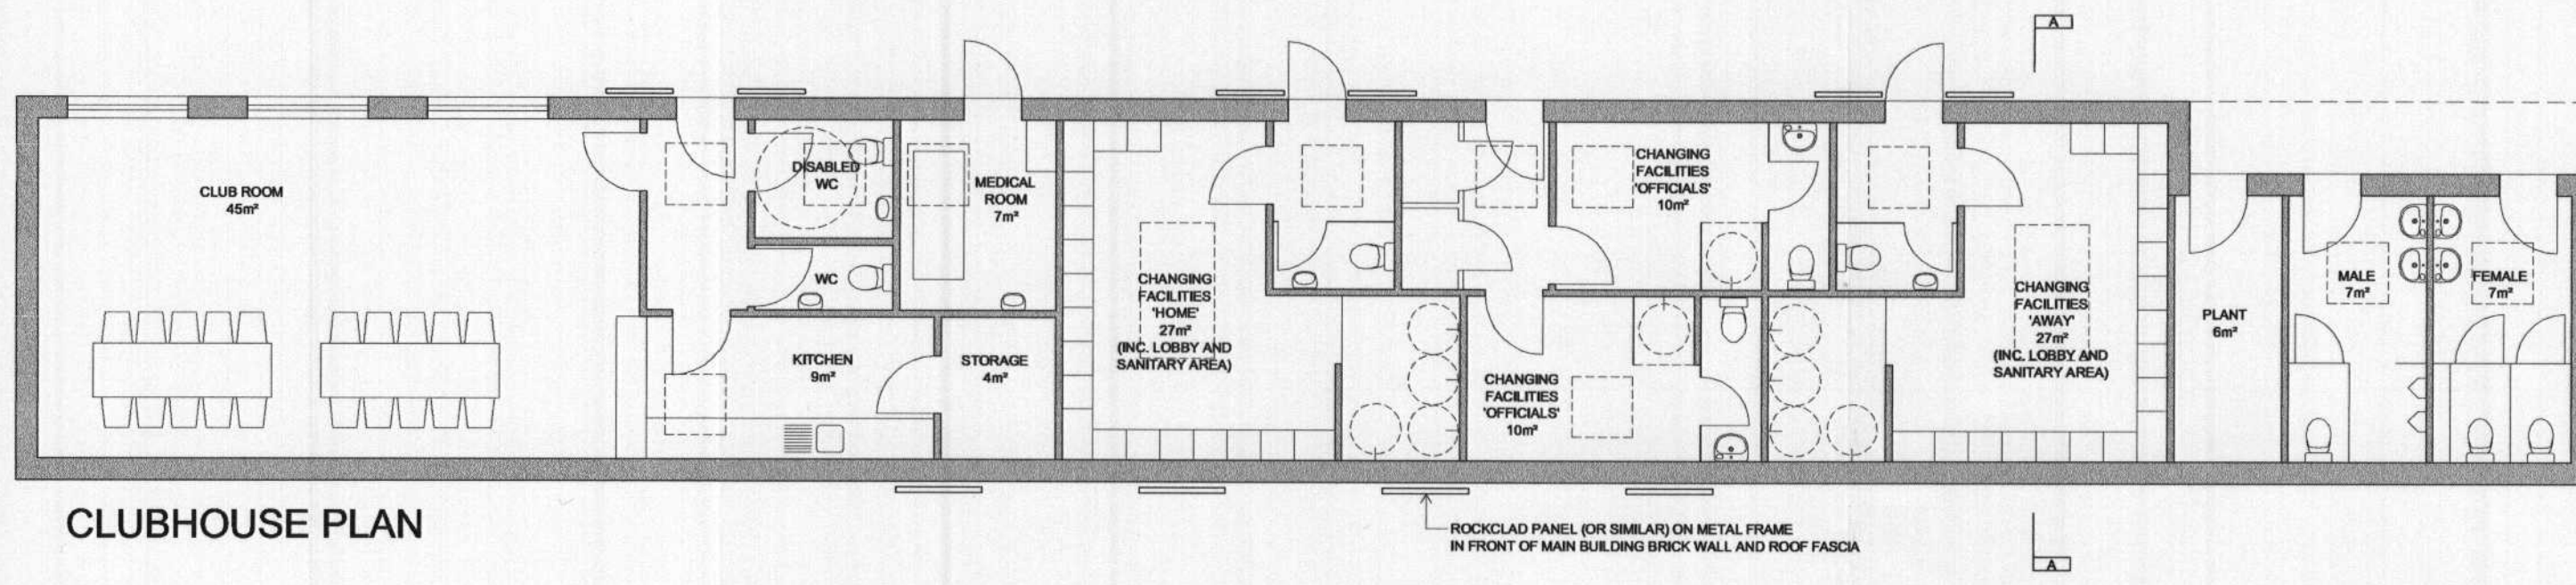 A
CLUB ROOM
45m²
DISABLED
WC
WC
MEDICAL
ROOM
7m²
KITCHEN
9m²
STORAGE
4m²
CHANGING
FACILITIES
'HOME'
27m²
(INC. LOBBY AND
SANITARY AREA)
CHANGING
FACILITIES
'OFFICIALS'
10m²
CHANGING
FACILITIES
'OFFICIALS'
10m²
CHANGING
FACILITIES
'AWAY'
27m²
(INC. LOBBY AND
SANITARY AREA)
PLANT
6m²
MALE
7m²
FEMALE
7m²
CLUBHOUSE PLAN
ROCKCLAD PANEL (OR SIMILAR) ON METAL FRAME
IN FRONT OF MAIN BUILDING BRICK WALL AND ROOF FASCIA
A